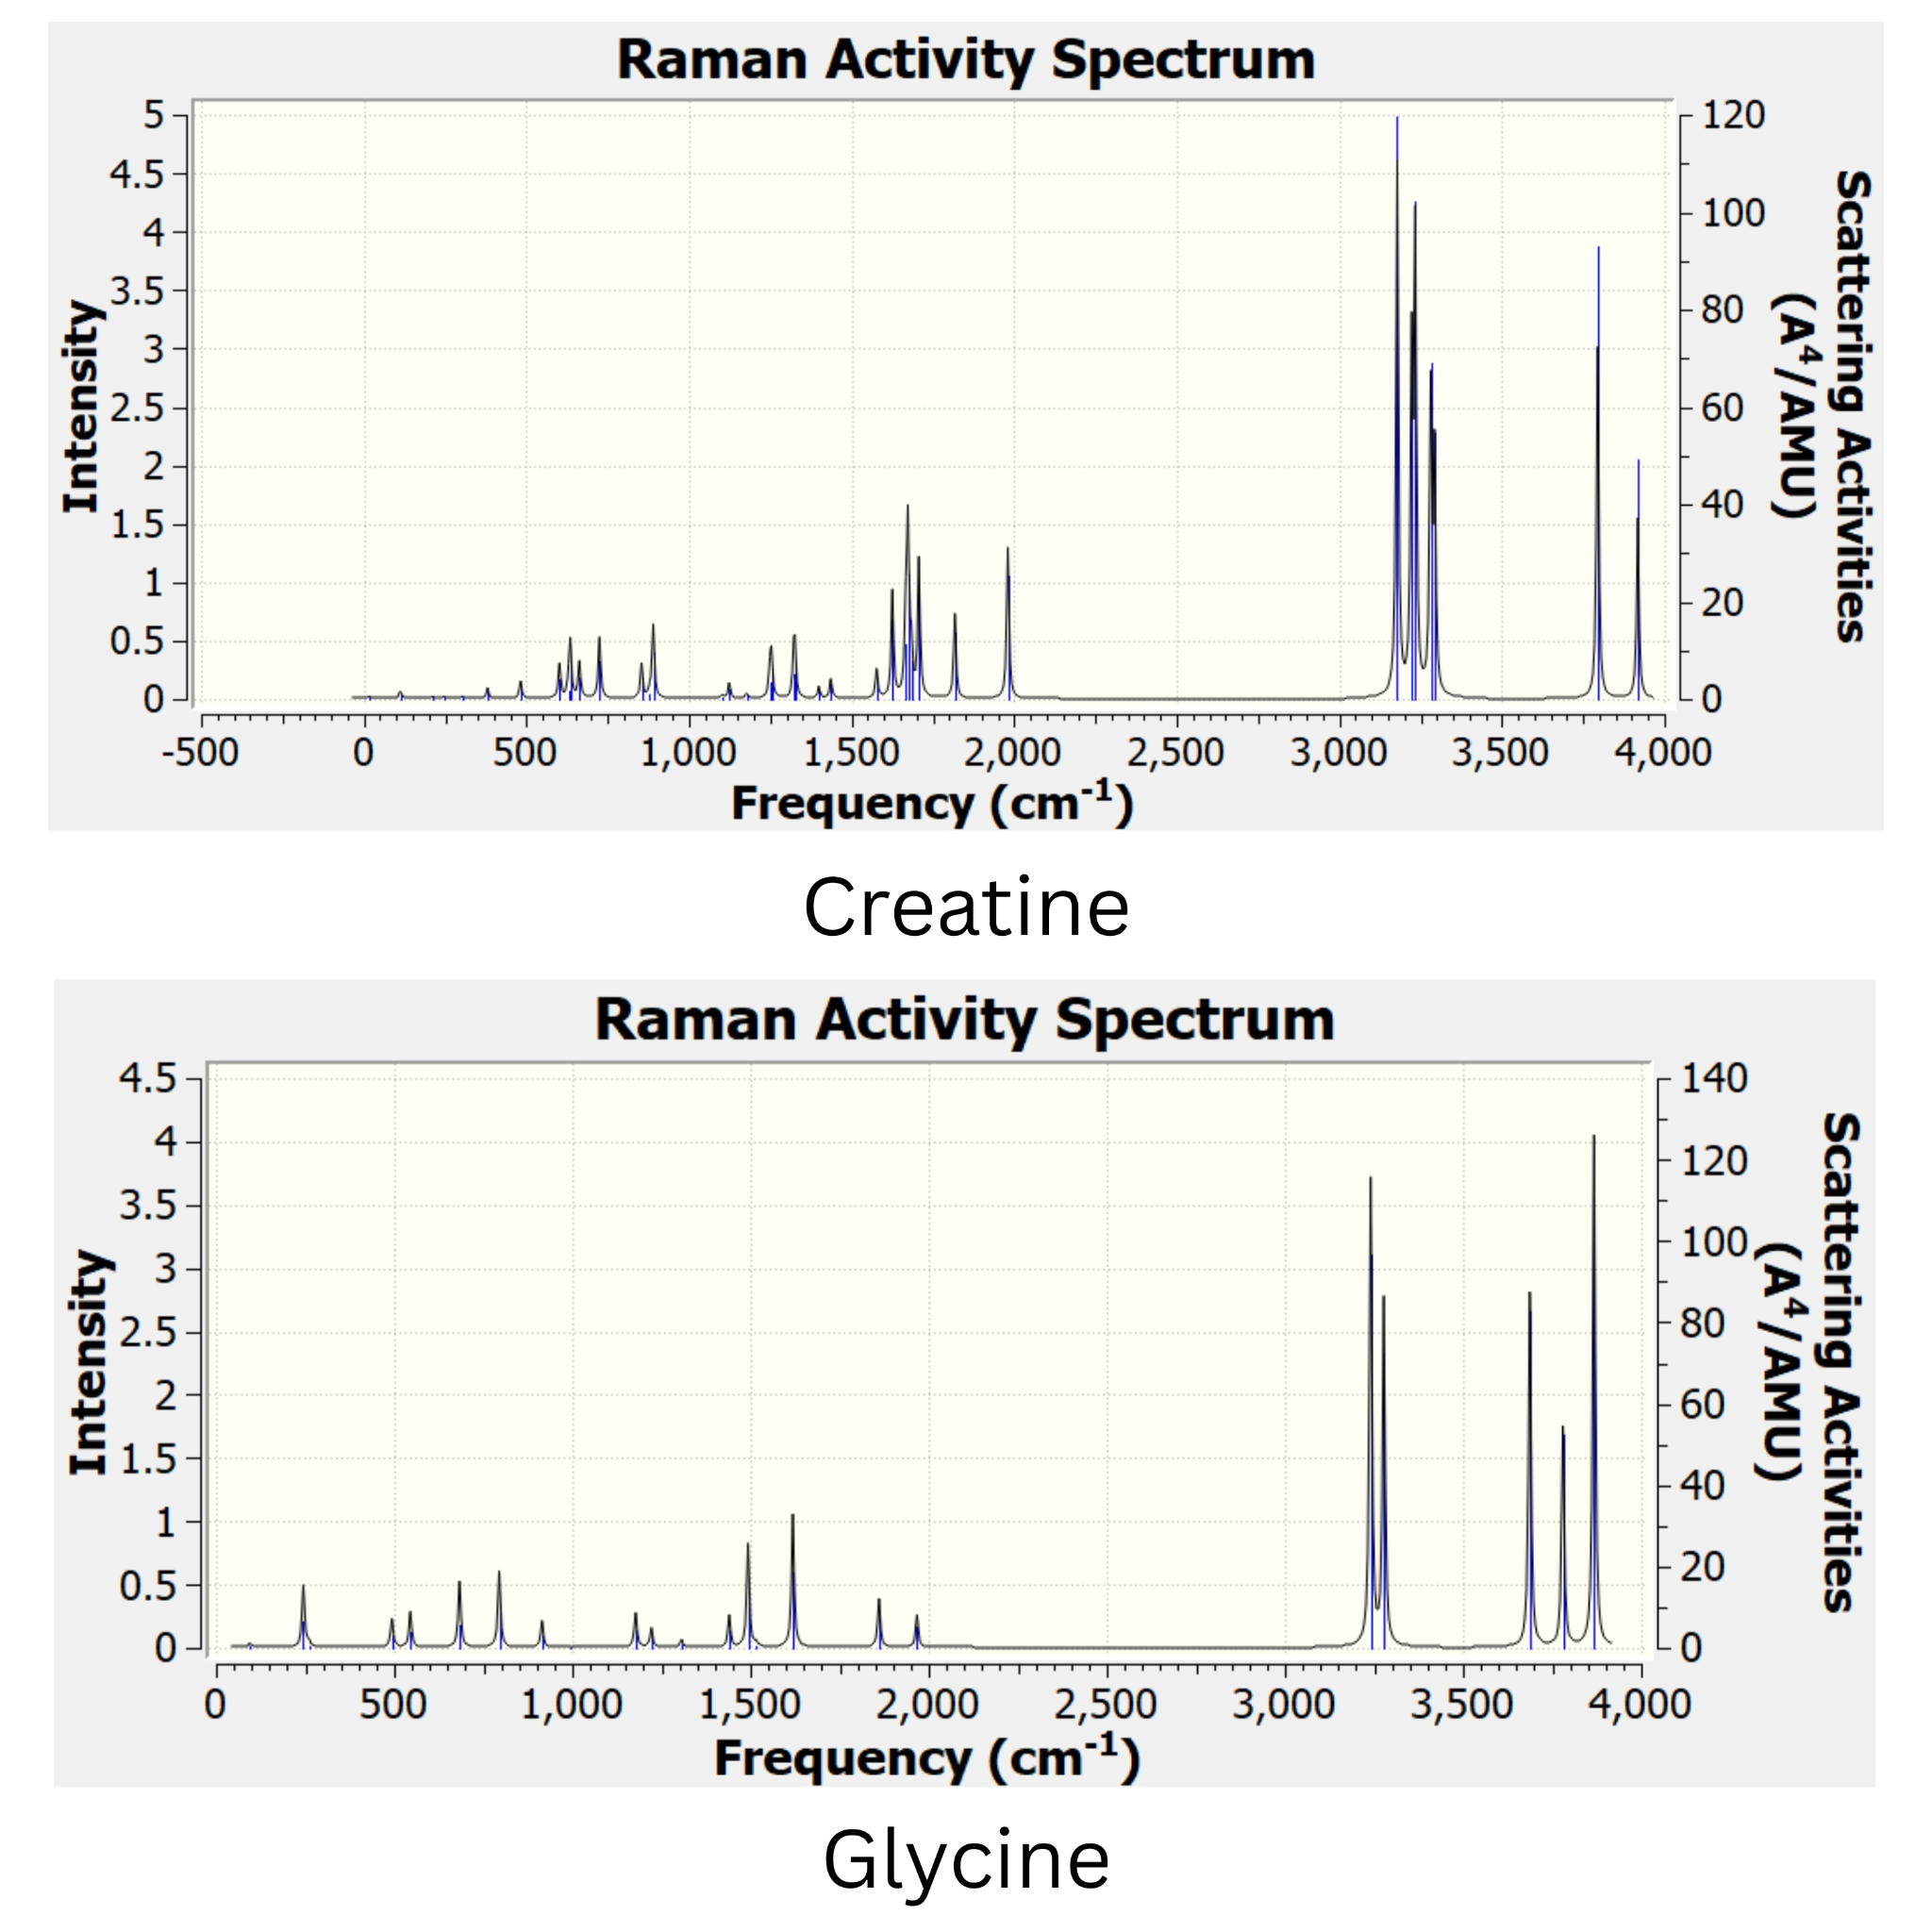 Raman Activity Spectrum
5
4.5
4
3.5
3
2.5
2
1.5
1
0.5
0
Intensity
120
100
80
60
40
20
0
Scattering Activities
(A⁴/AMU)
-500 0 500 1,000 1,500 2,000 2,500 3,000 3,500 4,000
Frequency (cm⁻¹)
Creatine
Raman Activity Spectrum
4.5
4
3.5
3
2.5
2
1.5
1
0.5
0
Intensity
140
120
100
80
60
40
20
0
Scattering Activities
(A⁴/AMU)
0 500 1,000 1,500 2,000 2,500 3,000 3,500 4,000
Frequency (cm⁻¹)
Glycine